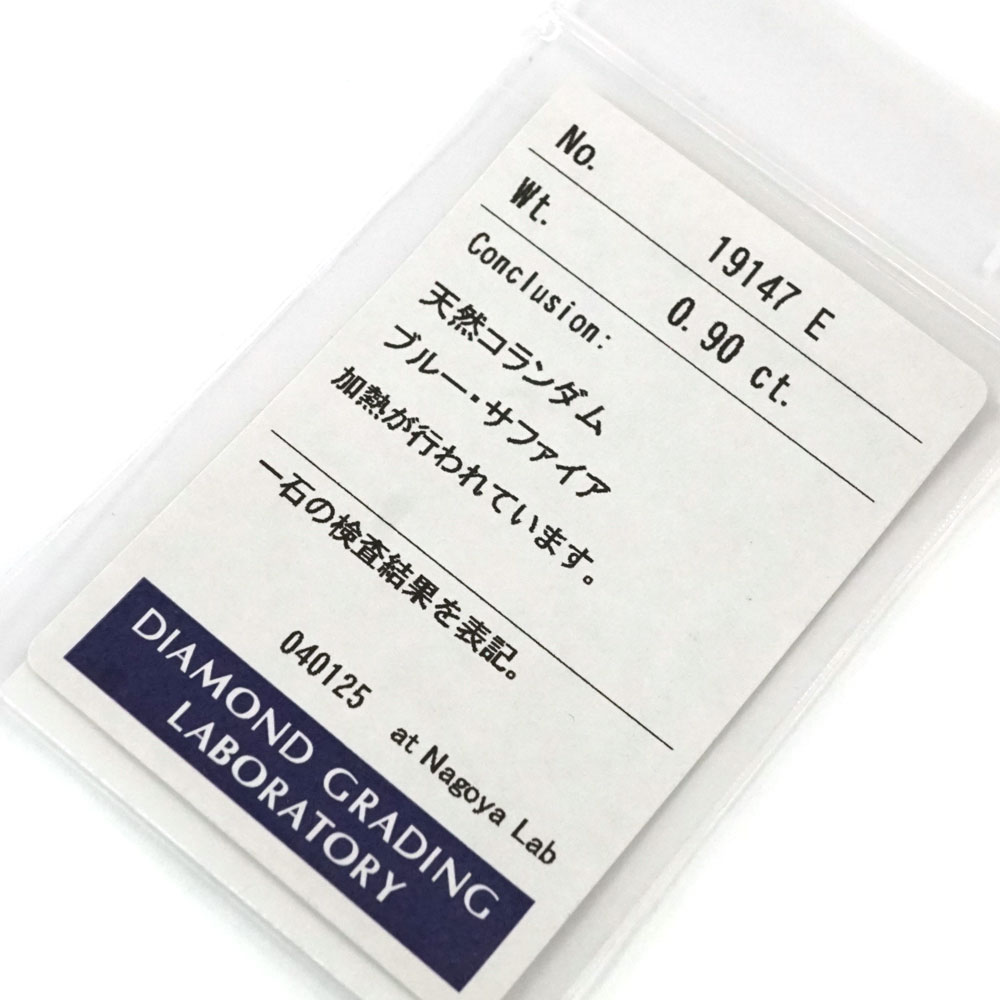 No. 19147 E
Wt. 0.90 ct.
Conclusion:
天然コランダム
ブルー・サファイア
加熱が行われています。
一石の検査結果を表記。
040125 at Nagoya Lab
DIAMOND GRADING
LABORATORY